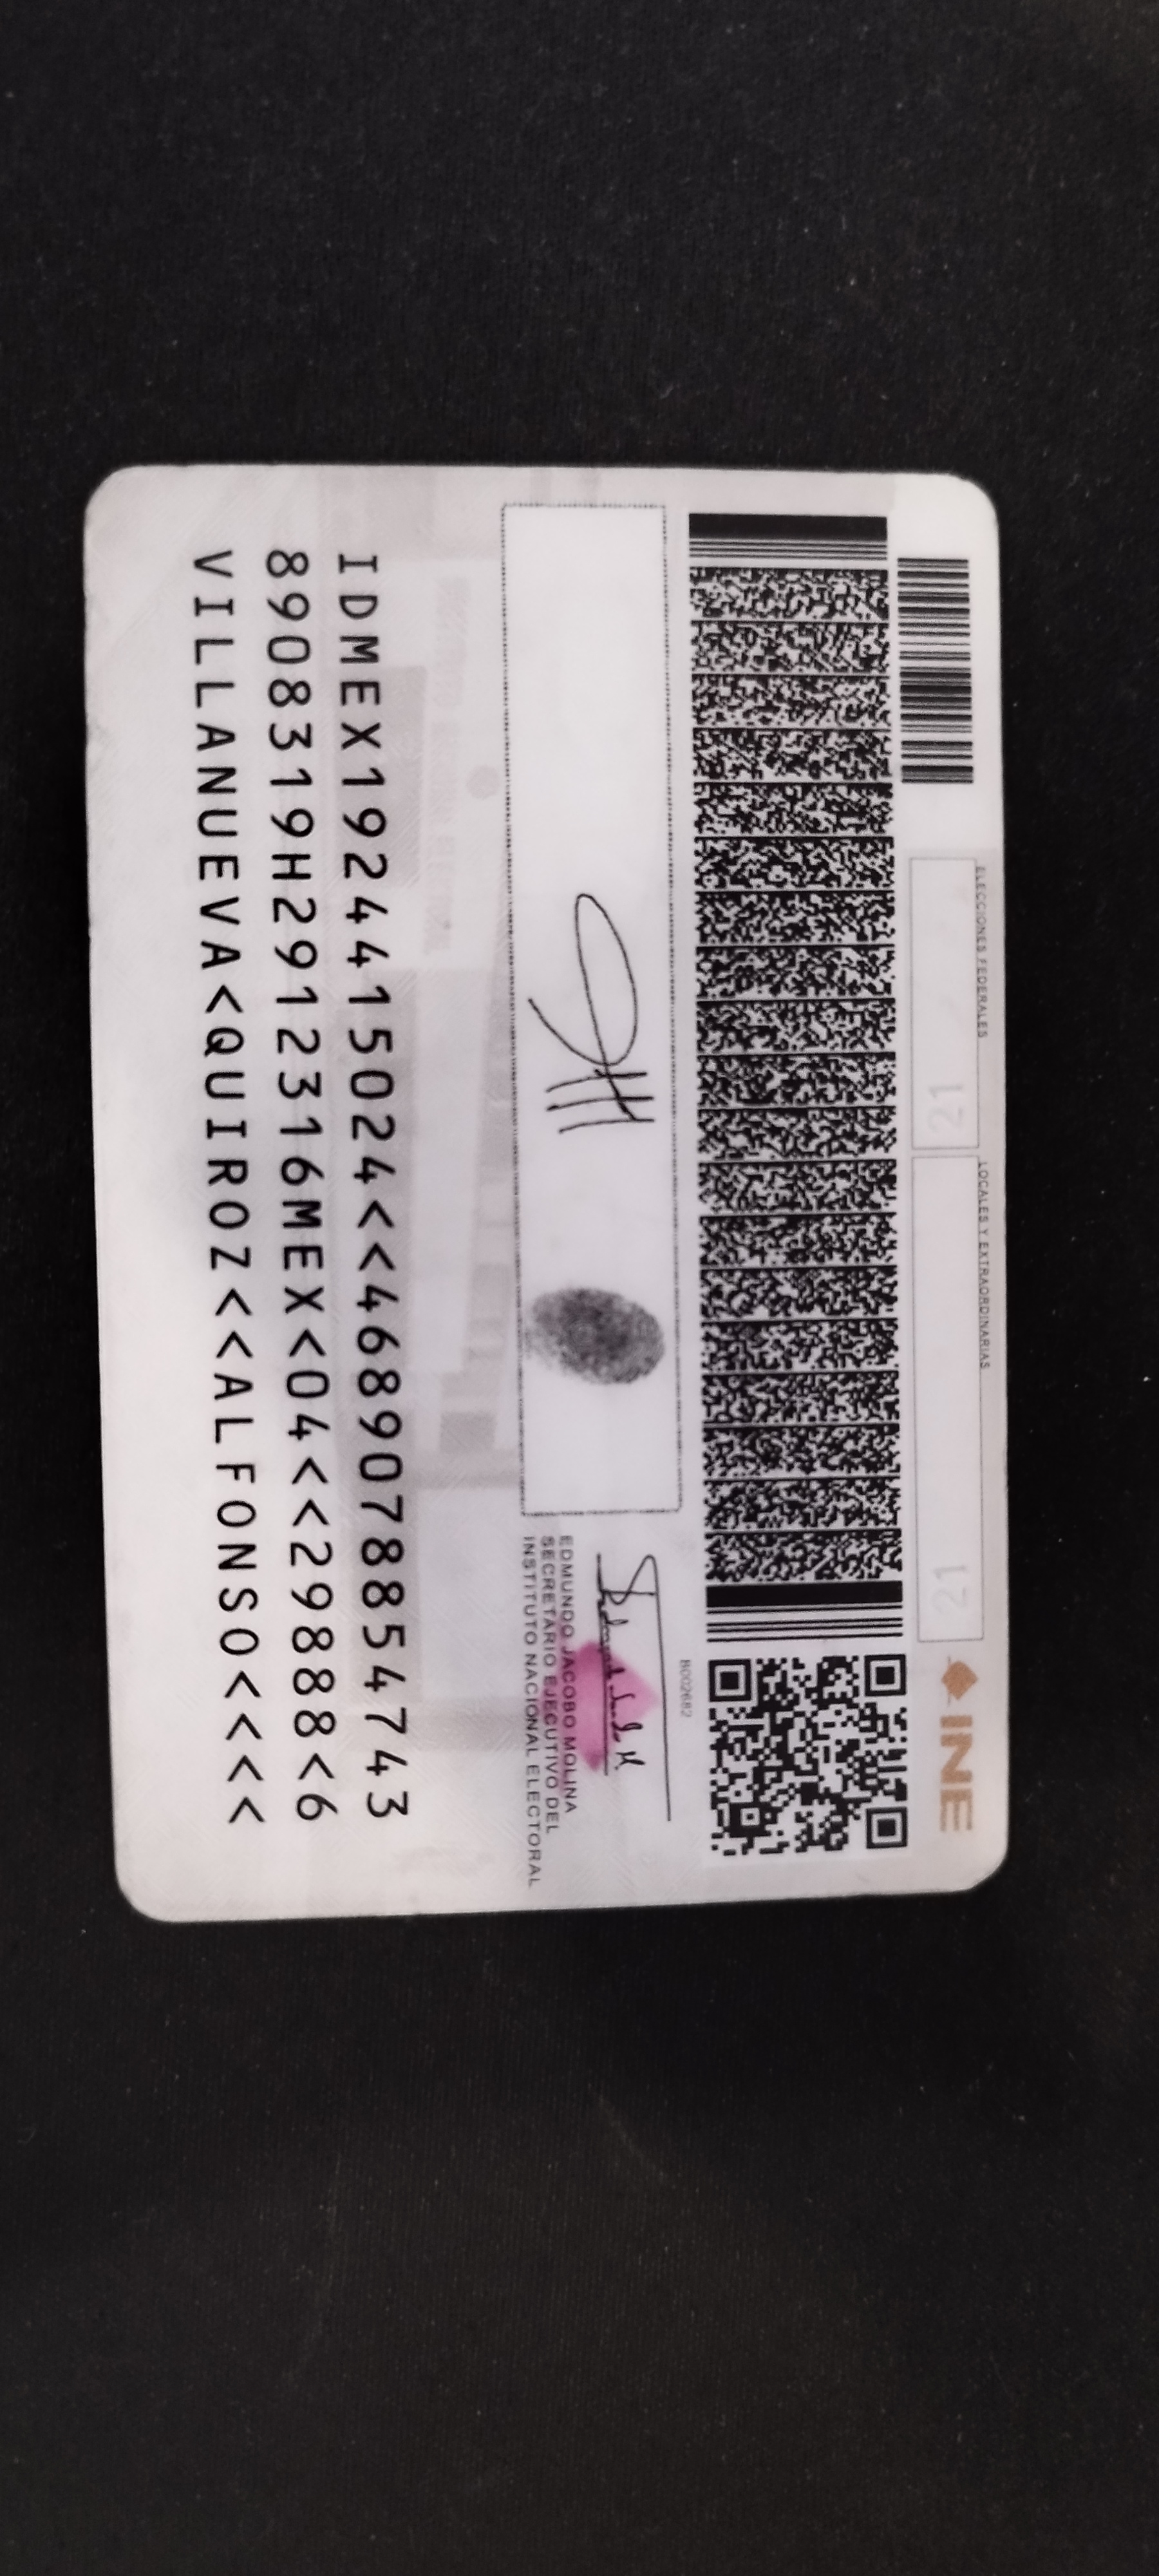 ELECCIONES FEDERALES
LOCALES Y EXTRAORDINARIAS
INE
21
21
8002682
EDMUNDO JACOBO MOLINA
SECRETARIO EJECUTIVO DEL
INSTITUTO NACIONAL ELECTORAL
IDMEX1924415024<<4689078854743
8908319H2912316MEX<04<<29888<6
VILLANUEVA<QUIROZ<<ALFONSO<<<<